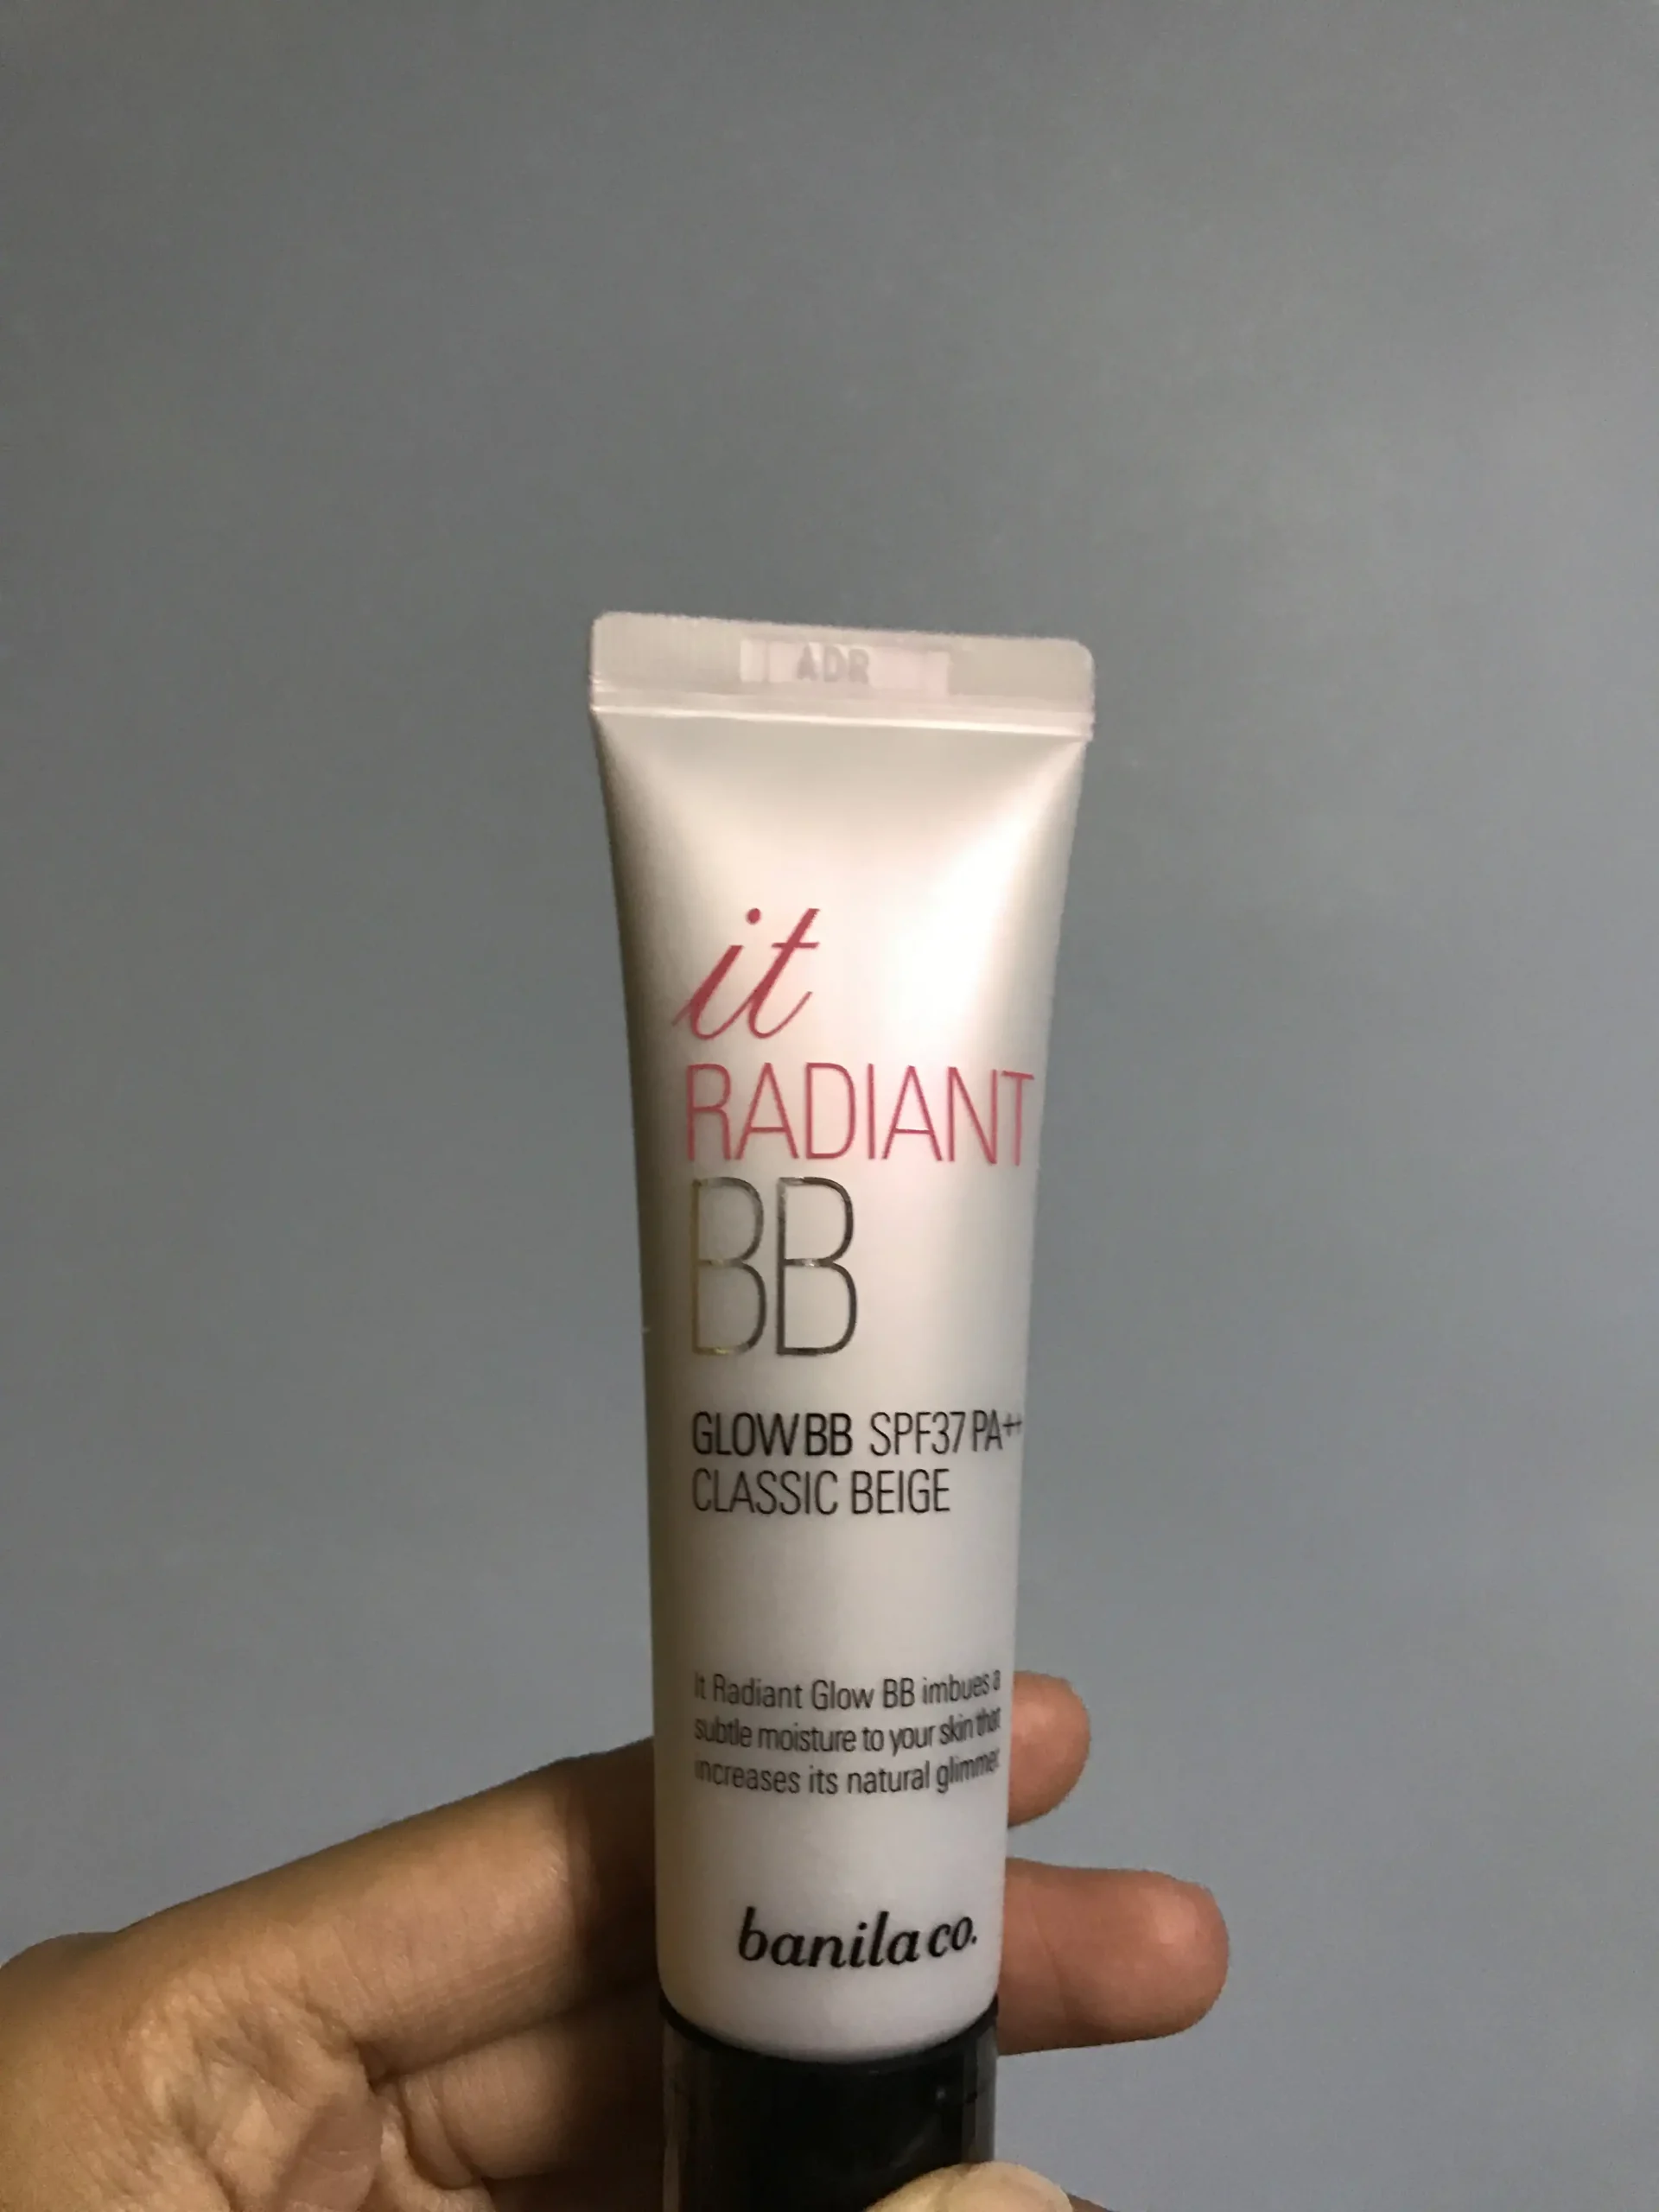 ADR
it
RADIANT
BB
GLOW BB SPF37 PA++
CLASSIC BEIGE
It Radiant Glow BB imbues a
subtle moisture to your skin that
increases its natural glimmer.
banila co.